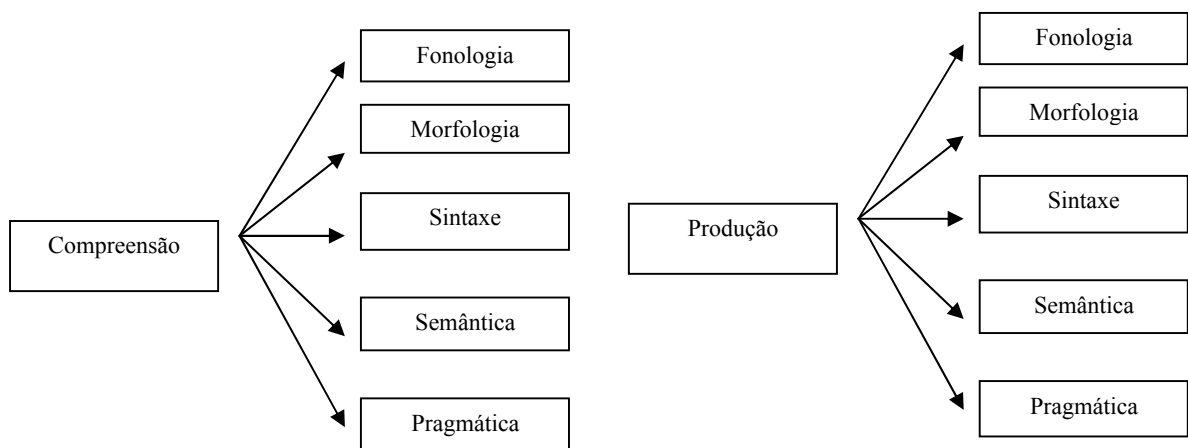 Compreensão
Fonologia
Morfologia
Sintaxe
Semântica
Pragmática
Produção
Fonologia
Morfologia
Sintaxe
Semântica
Pragmática